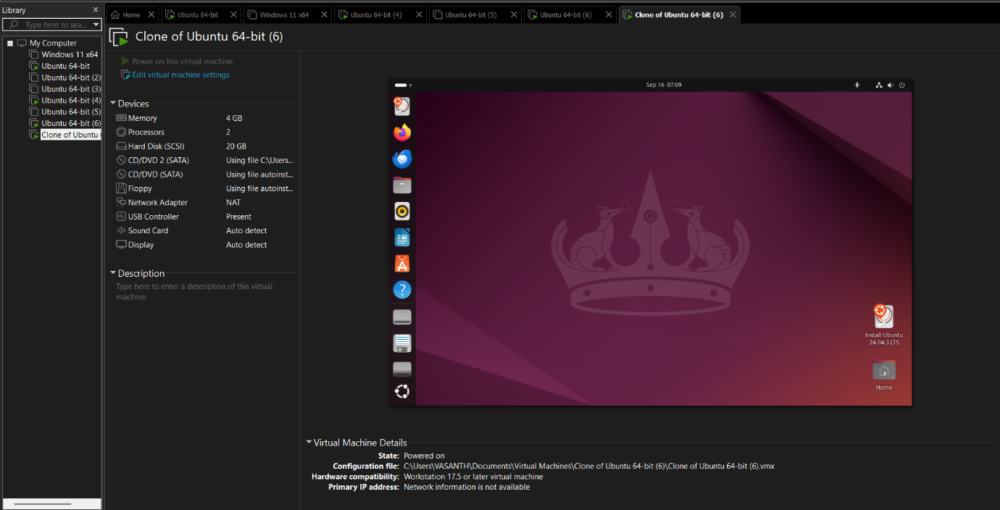 Library
Type here to sea...
My Computer
Windows 11 x64
Ubuntu 64-bit
Ubuntu 64-bit (2)
Ubuntu 64-bit (3)
Ubuntu 64-bit (4)
Ubuntu 64-bit (5)
Ubuntu 64-bit (6)
Clone of Ubuntu
Home
Ubuntu 64-bit
Windows 11 x64
Ubuntu 64-bit (4)
Ubuntu 64-bit (5)
Ubuntu 64-bit (6)
Clone of Ubuntu 64-bit (6)
Clone of Ubuntu 64-bit (6)
Power on this virtual machine
Edit virtual machine settings
Devices
Memory 4 GB
Processors 2
Hard Disk (SCSI) 20 GB
CD/DVD 2 (SATA) Using file C:\Users...
CD/DVD (SATA) Using file autoinst...
Floppy Using file autoinst...
Network Adapter NAT
USB Controller Present
Sound Card Auto detect
Display Auto detect
Description
Type here to enter a description of this virtual
machine.
Sep 16 07:09
Install Ubuntu
24.04.3 LTS
Home
Virtual Machine Details
State: Powered on
Configuration file: C:\Users\VASANTH\Documents\Virtual Machines\Clone of Ubuntu 64-bit (6)\Clone of Ubuntu 64-bit (6).vmx
Hardware compatibility: Workstation 17.5 or later virtual machine
Primary IP address: Network information is not available